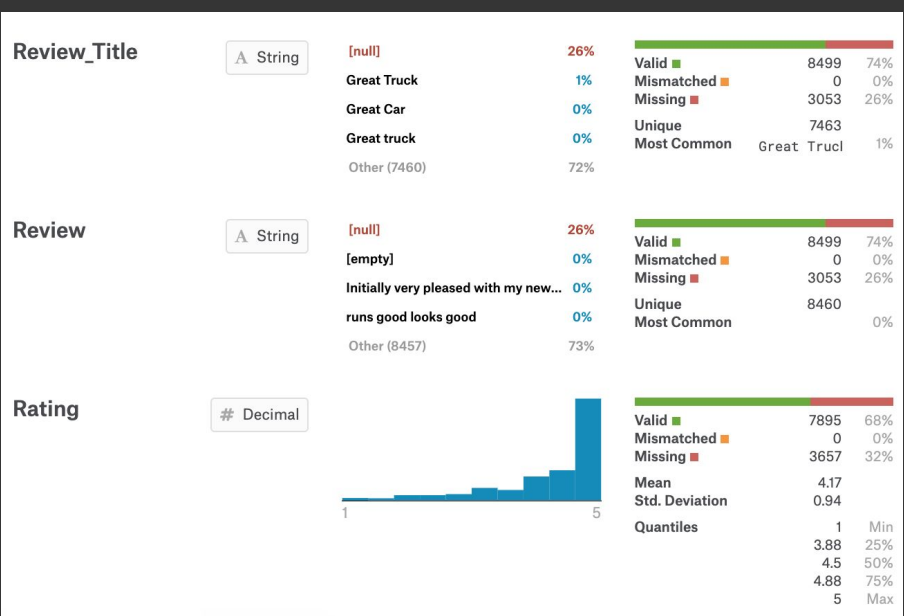 Review_Title
A String
[null] 26%
Great Truck 1%
Great Car 0%
Great truck 0%
Other (7460) 72%
Valid 8499 74%
Mismatched 0 0%
Missing 3053 26%
Unique 7463
Most Common Great Trucl 1%
Review
A String
[null] 26%
[empty] 0%
Initially very pleased with my new... 0%
runs good looks good 0%
Other (8457) 73%
Valid 8499 74%
Mismatched 0 0%
Missing 3053 26%
Unique 8460
Most Common 0%
Rating
# Decimal
1 5
Valid 7895 68%
Mismatched 0 0%
Missing 3657 32%
Mean 4.17
Std. Deviation 0.94
Quantiles 1 Min
3.88 25%
4.5 50%
4.88 75%
5 Max